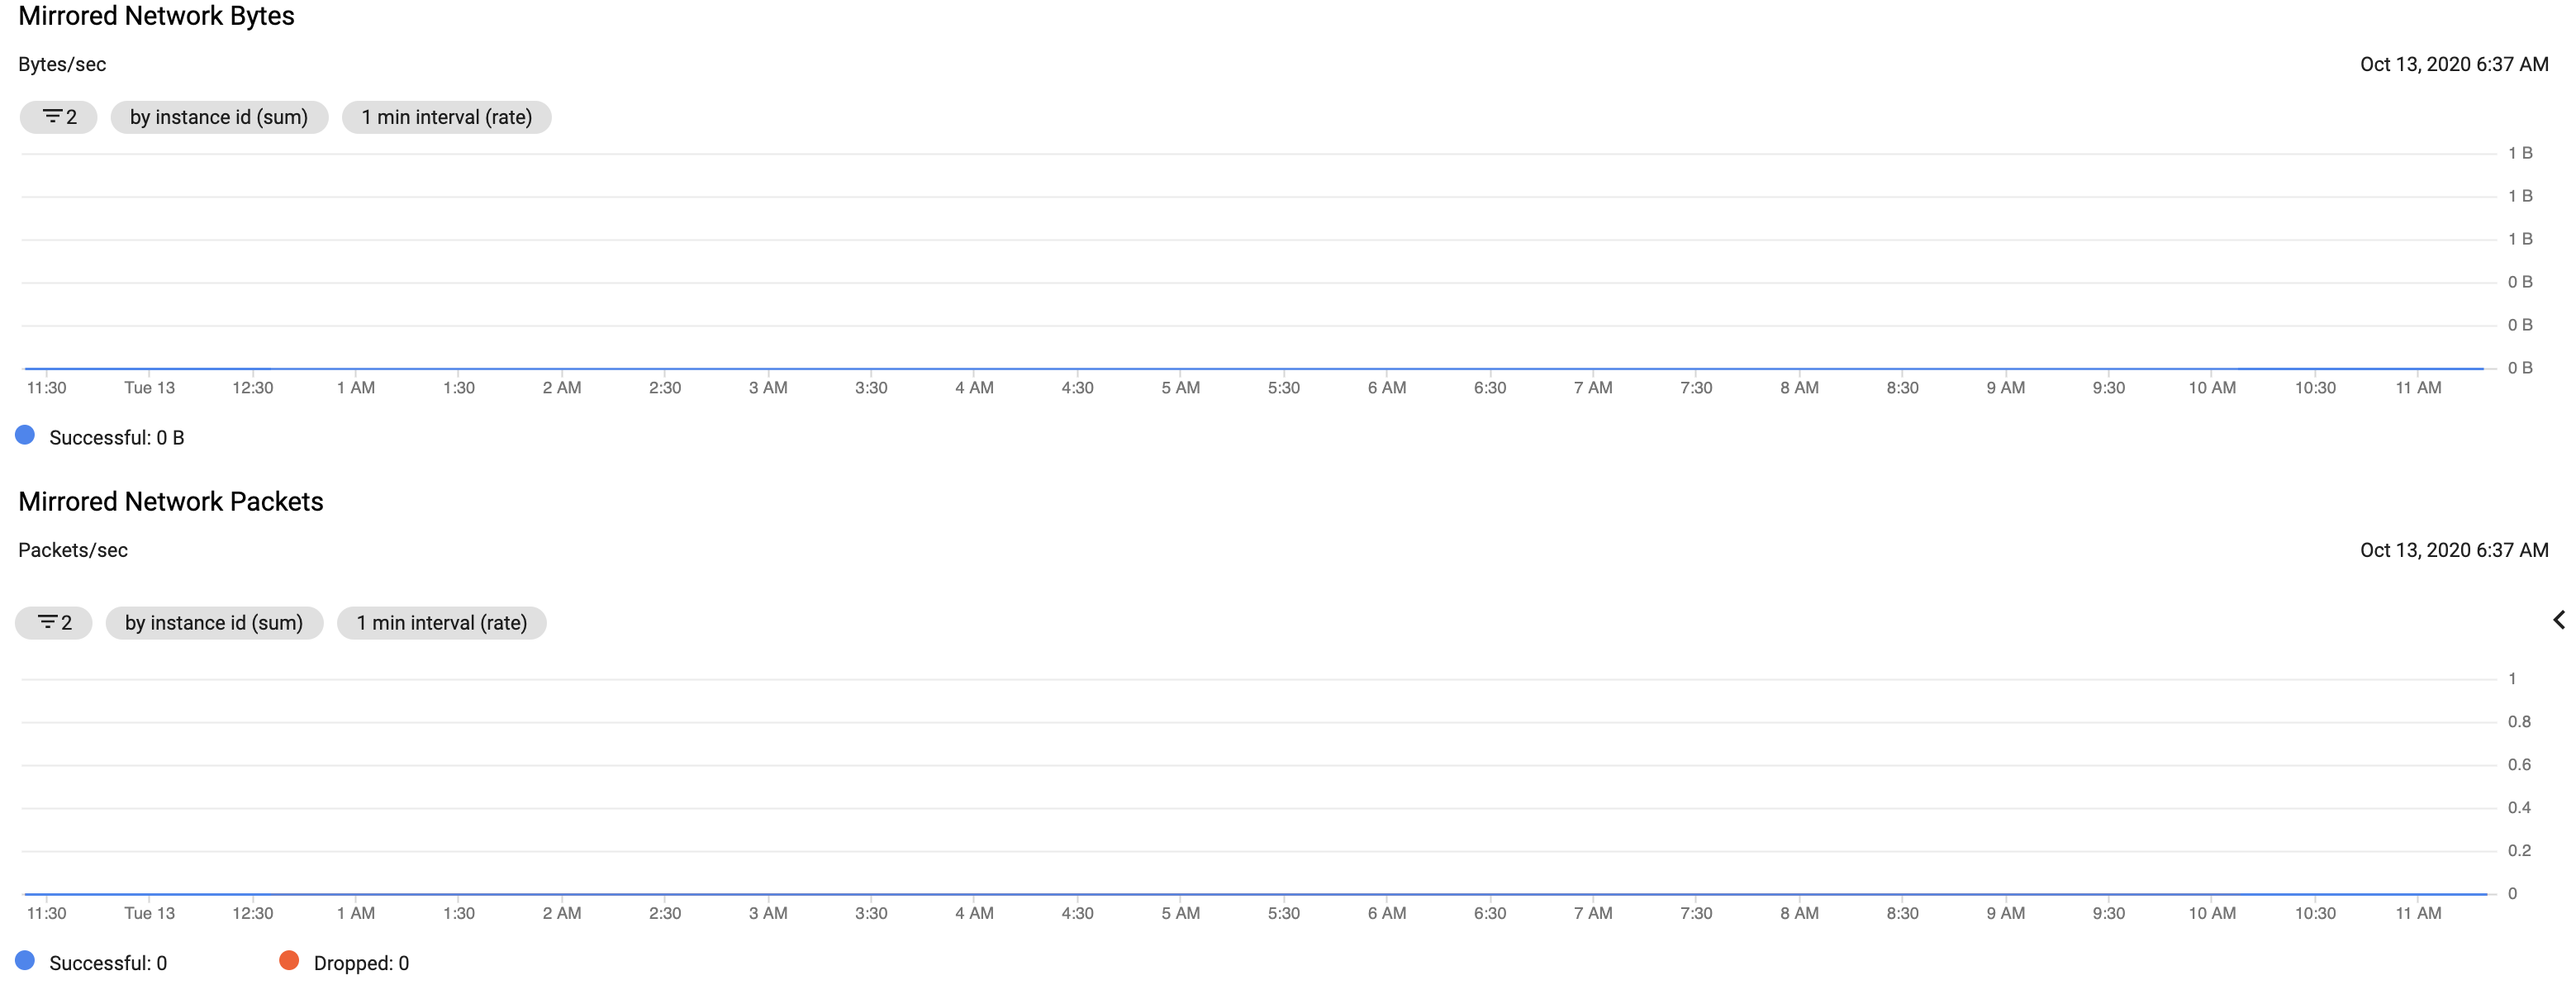 Mirrored Network Bytes
Bytes/sec Oct 13, 2020 6:37 AM
2 by instance id (sum) 1 min interval (rate)
1 B
1 B
1 B
0 B
0 B
0 B
11:30 Tue 13 12:30 1 AM 1:30 2 AM 2:30 3 AM 3:30 4 AM 4:30 5 AM 5:30 6 AM 6:30 7 AM 7:30 8 AM 8:30 9 AM 9:30 10 AM 10:30 11 AM
Successful: 0 B
Mirrored Network Packets
Packets/sec Oct 13, 2020 6:37 AM
2 by instance id (sum) 1 min interval (rate)
1
0.8
0.6
0.4
0.2
0
11:30 Tue 13 12:30 1 AM 1:30 2 AM 2:30 3 AM 3:30 4 AM 4:30 5 AM 5:30 6 AM 6:30 7 AM 7:30 8 AM 8:30 9 AM 9:30 10 AM 10:30 11 AM
Successful: 0 Dropped: 0